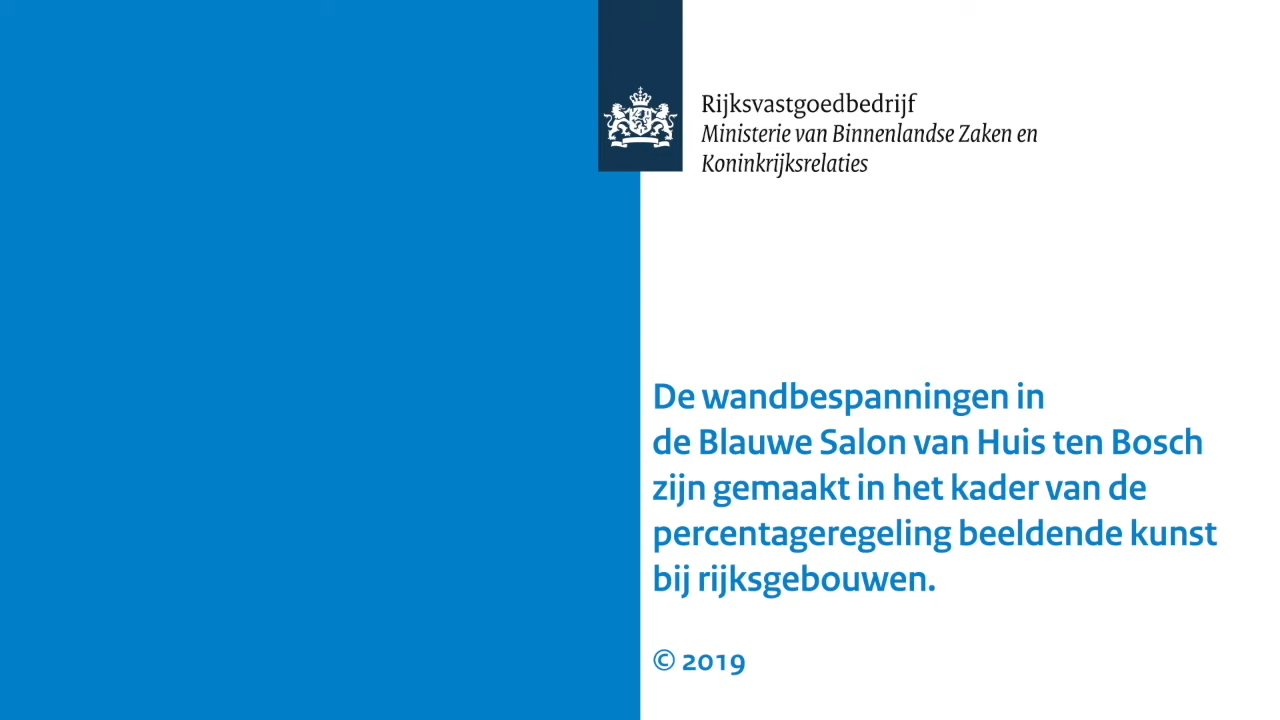 Rijksvastgoedbedrijf
Ministerie van Binnenlandse Zaken en
Koninkrijksrelaties
De wandbespanningen in
de Blauwe Salon van Huis ten Bosch
zijn gemaakt in het kader van de
percentageregeling beeldende kunst
bij rijksgebouwen.
© 2019